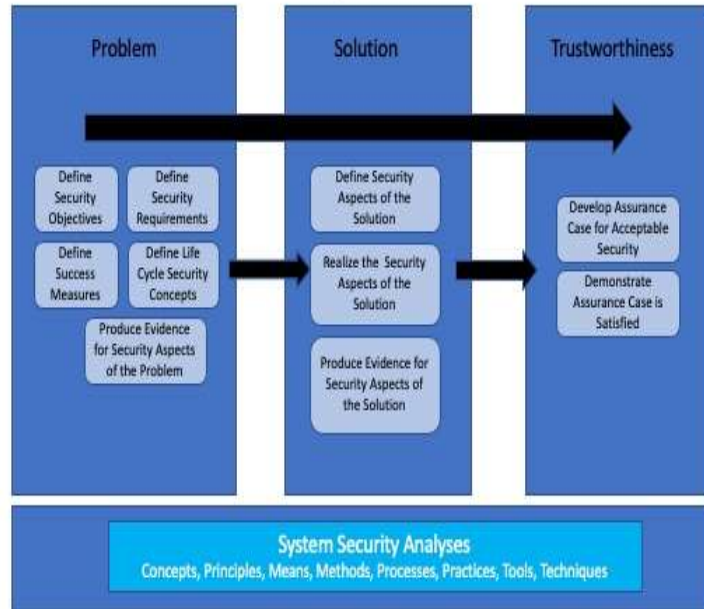 Problem
Solution
Trustworthiness
Define
Security
Objectives
Define
Security
Requirements
Define
Success
Measures
Define Life
Cycle Security
Concepts
Produce Evidence
for Security Aspects
of the Problem
Define Security
Aspects of the
Solution
Realize the Security
Aspects of the
Solution
Produce Evidence for
Security Aspects of
the Solution
Develop Assurance
Case for Acceptable
Security
Demonstrate
Assurance Case is
Satisfied
System Security Analyses
Concepts, Principles, Means, Methods, Processes, Practices, Tools, Techniques